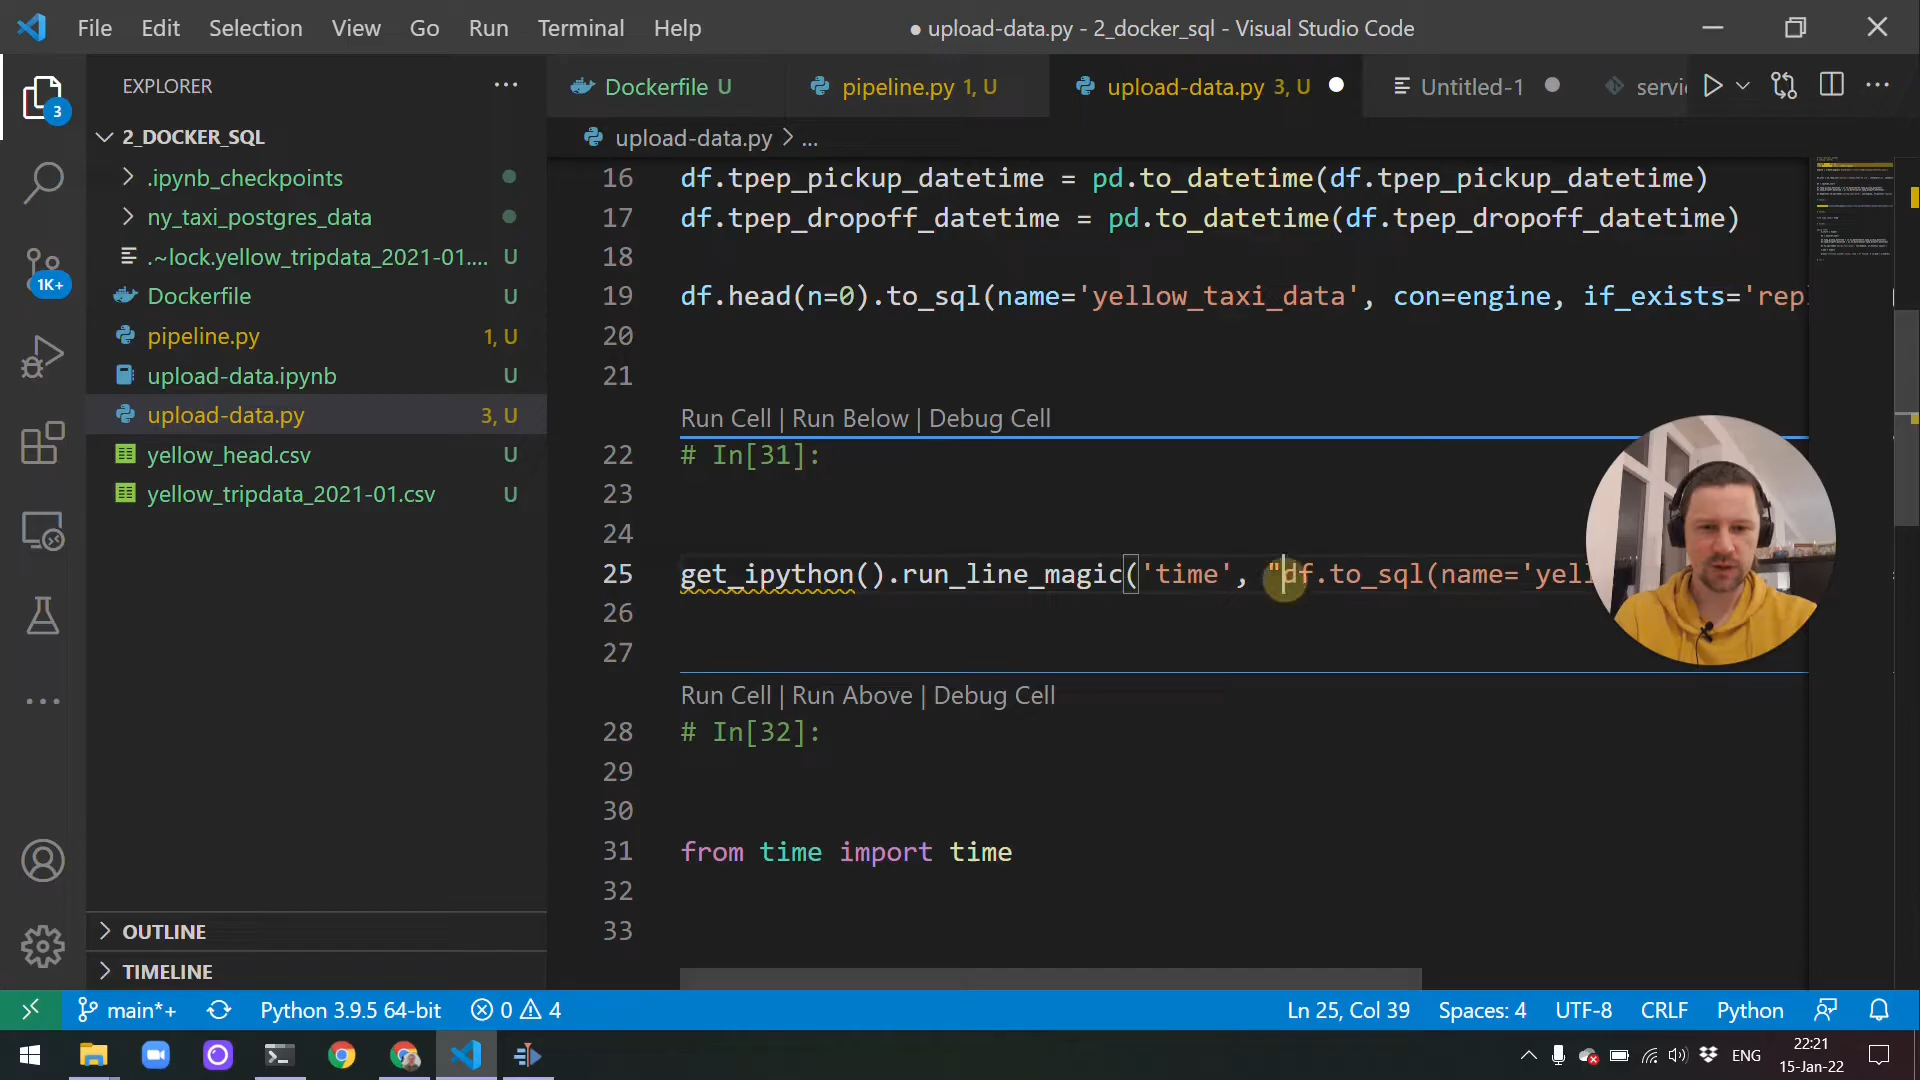 File Edit Selection View Go Run Terminal Help
● upload-data.py - 2_docker_sql - Visual Studio Code
EXPLORER
Dockerfile U
pipeline.py 1, U
upload-data.py 3, U
Untitled-1
servi
3
2_DOCKER_SQL
upload-data.py > ...
.ipynb_checkpoints
ny_taxi_postgres_data
.~lock.yellow_tripdata_2021-01.... U
Dockerfile U
pipeline.py 1, U
upload-data.ipynb U
upload-data.py 3, U
yellow_head.csv U
yellow_tripdata_2021-01.csv U
1K+
OUTLINE
TIMELINE
16 df.tpep_pickup_datetime = pd.to_datetime(df.tpep_pickup_datetime)
17 df.tpep_dropoff_datetime = pd.to_datetime(df.tpep_dropoff_datetime)
18
19 df.head(n=0).to_sql(name='yellow_taxi_data', con=engine, if_exists='rep
20
21
Run Cell | Run Below | Debug Cell
22 # In[31]:
23
24
25 get_ipython().run_line_magic('time', "df.to_sql(name='yell
26
27
Run Cell | Run Above | Debug Cell
28 # In[32]:
29
30
31 from time import time
32
33
main*+ Python 3.9.5 64-bit 0 4 Ln 25, Col 39 Spaces: 4 UTF-8 CRLF Python
ENG
22:21
15-Jan-22